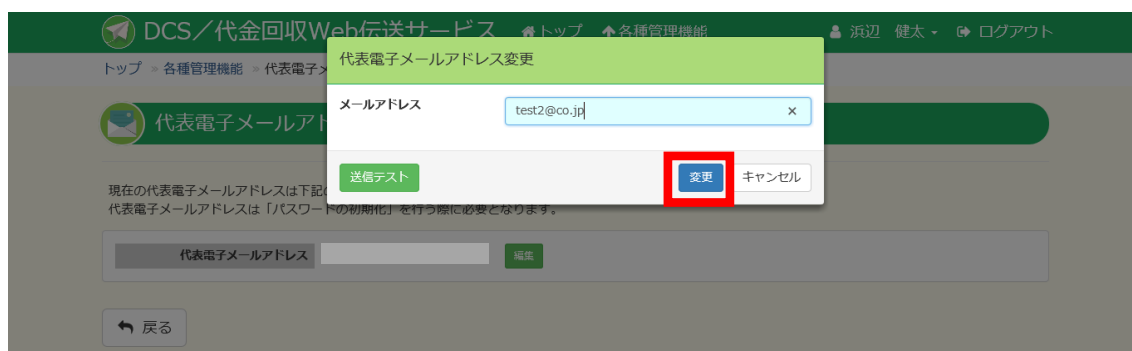 DCS／代金回収Web伝送サービス トップ 各種管理機能 浜辺 健太 ログアウト
トップ » 各種管理機能 » 代表電子メ
代表電子メールアドレス変更
メールアドレス test2@co.jp ×
代表電子メールアド
送信テスト 変更 キャンセル
現在の代表電子メールアドレスは下記
代表電子メールアドレスは「パスワードの初期化」を行う際に必要となります。
代表電子メールアドレス 編集
戻る